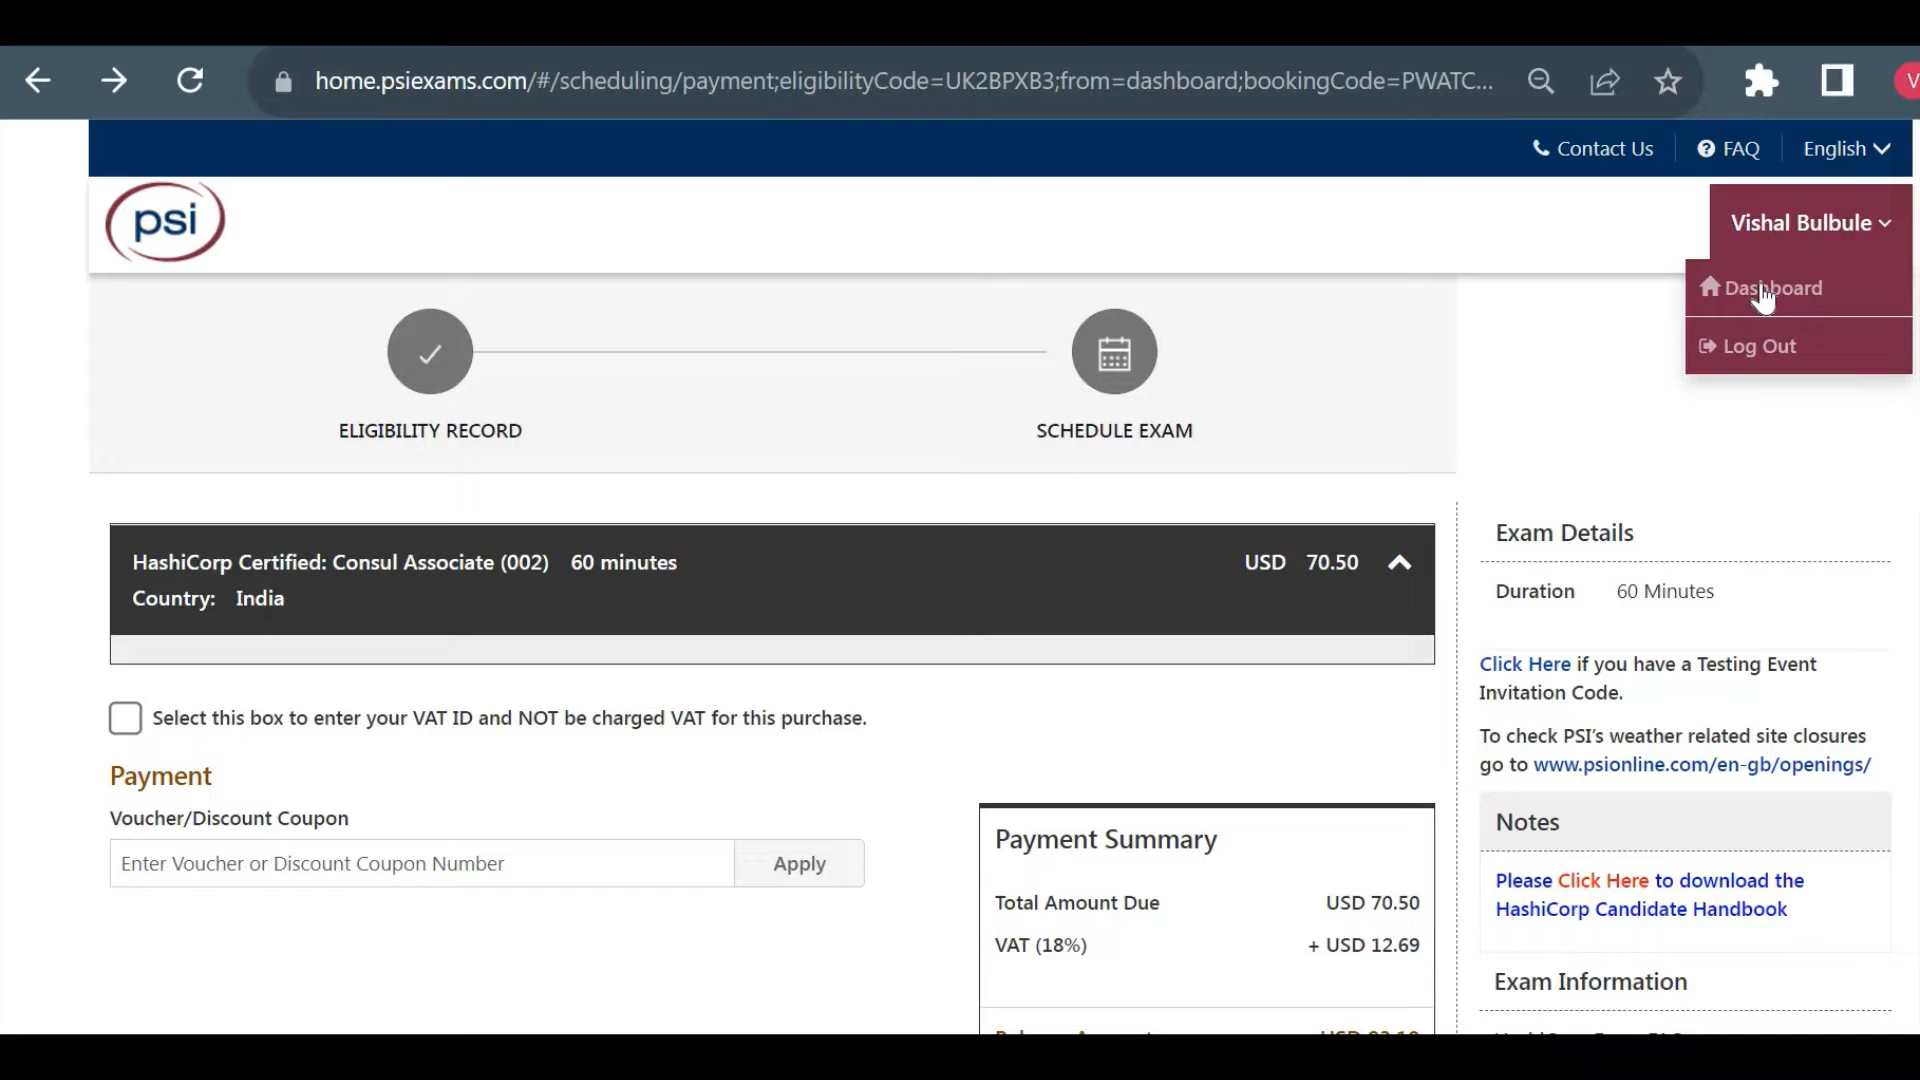 home.psiexams.com/#/scheduling/payment;eligibilityCode=UK2BPXB3;from=dashboard;bookingCode=PWATC...
V
Contact Us
FAQ
English
psi
Vishal Bulbule
Dashboard
Log Out
ELIGIBILITY RECORD
SCHEDULE EXAM
HashiCorp Certified: Consul Associate (002) 60 minutes USD 70.50
Country: India
Select this box to enter your VAT ID and NOT be charged VAT for this purchase.
Payment
Voucher/Discount Coupon
Enter Voucher or Discount Coupon Number
Apply
Payment Summary
Total Amount Due USD 70.50
VAT (18%) + USD 12.69
Exam Details
Duration 60 Minutes
Click Here if you have a Testing Event
Invitation Code.
To check PSI's weather related site closures
go to www.psionline.com/en-gb/openings/
Notes
Please Click Here to download the
HashiCorp Candidate Handbook
Exam Information